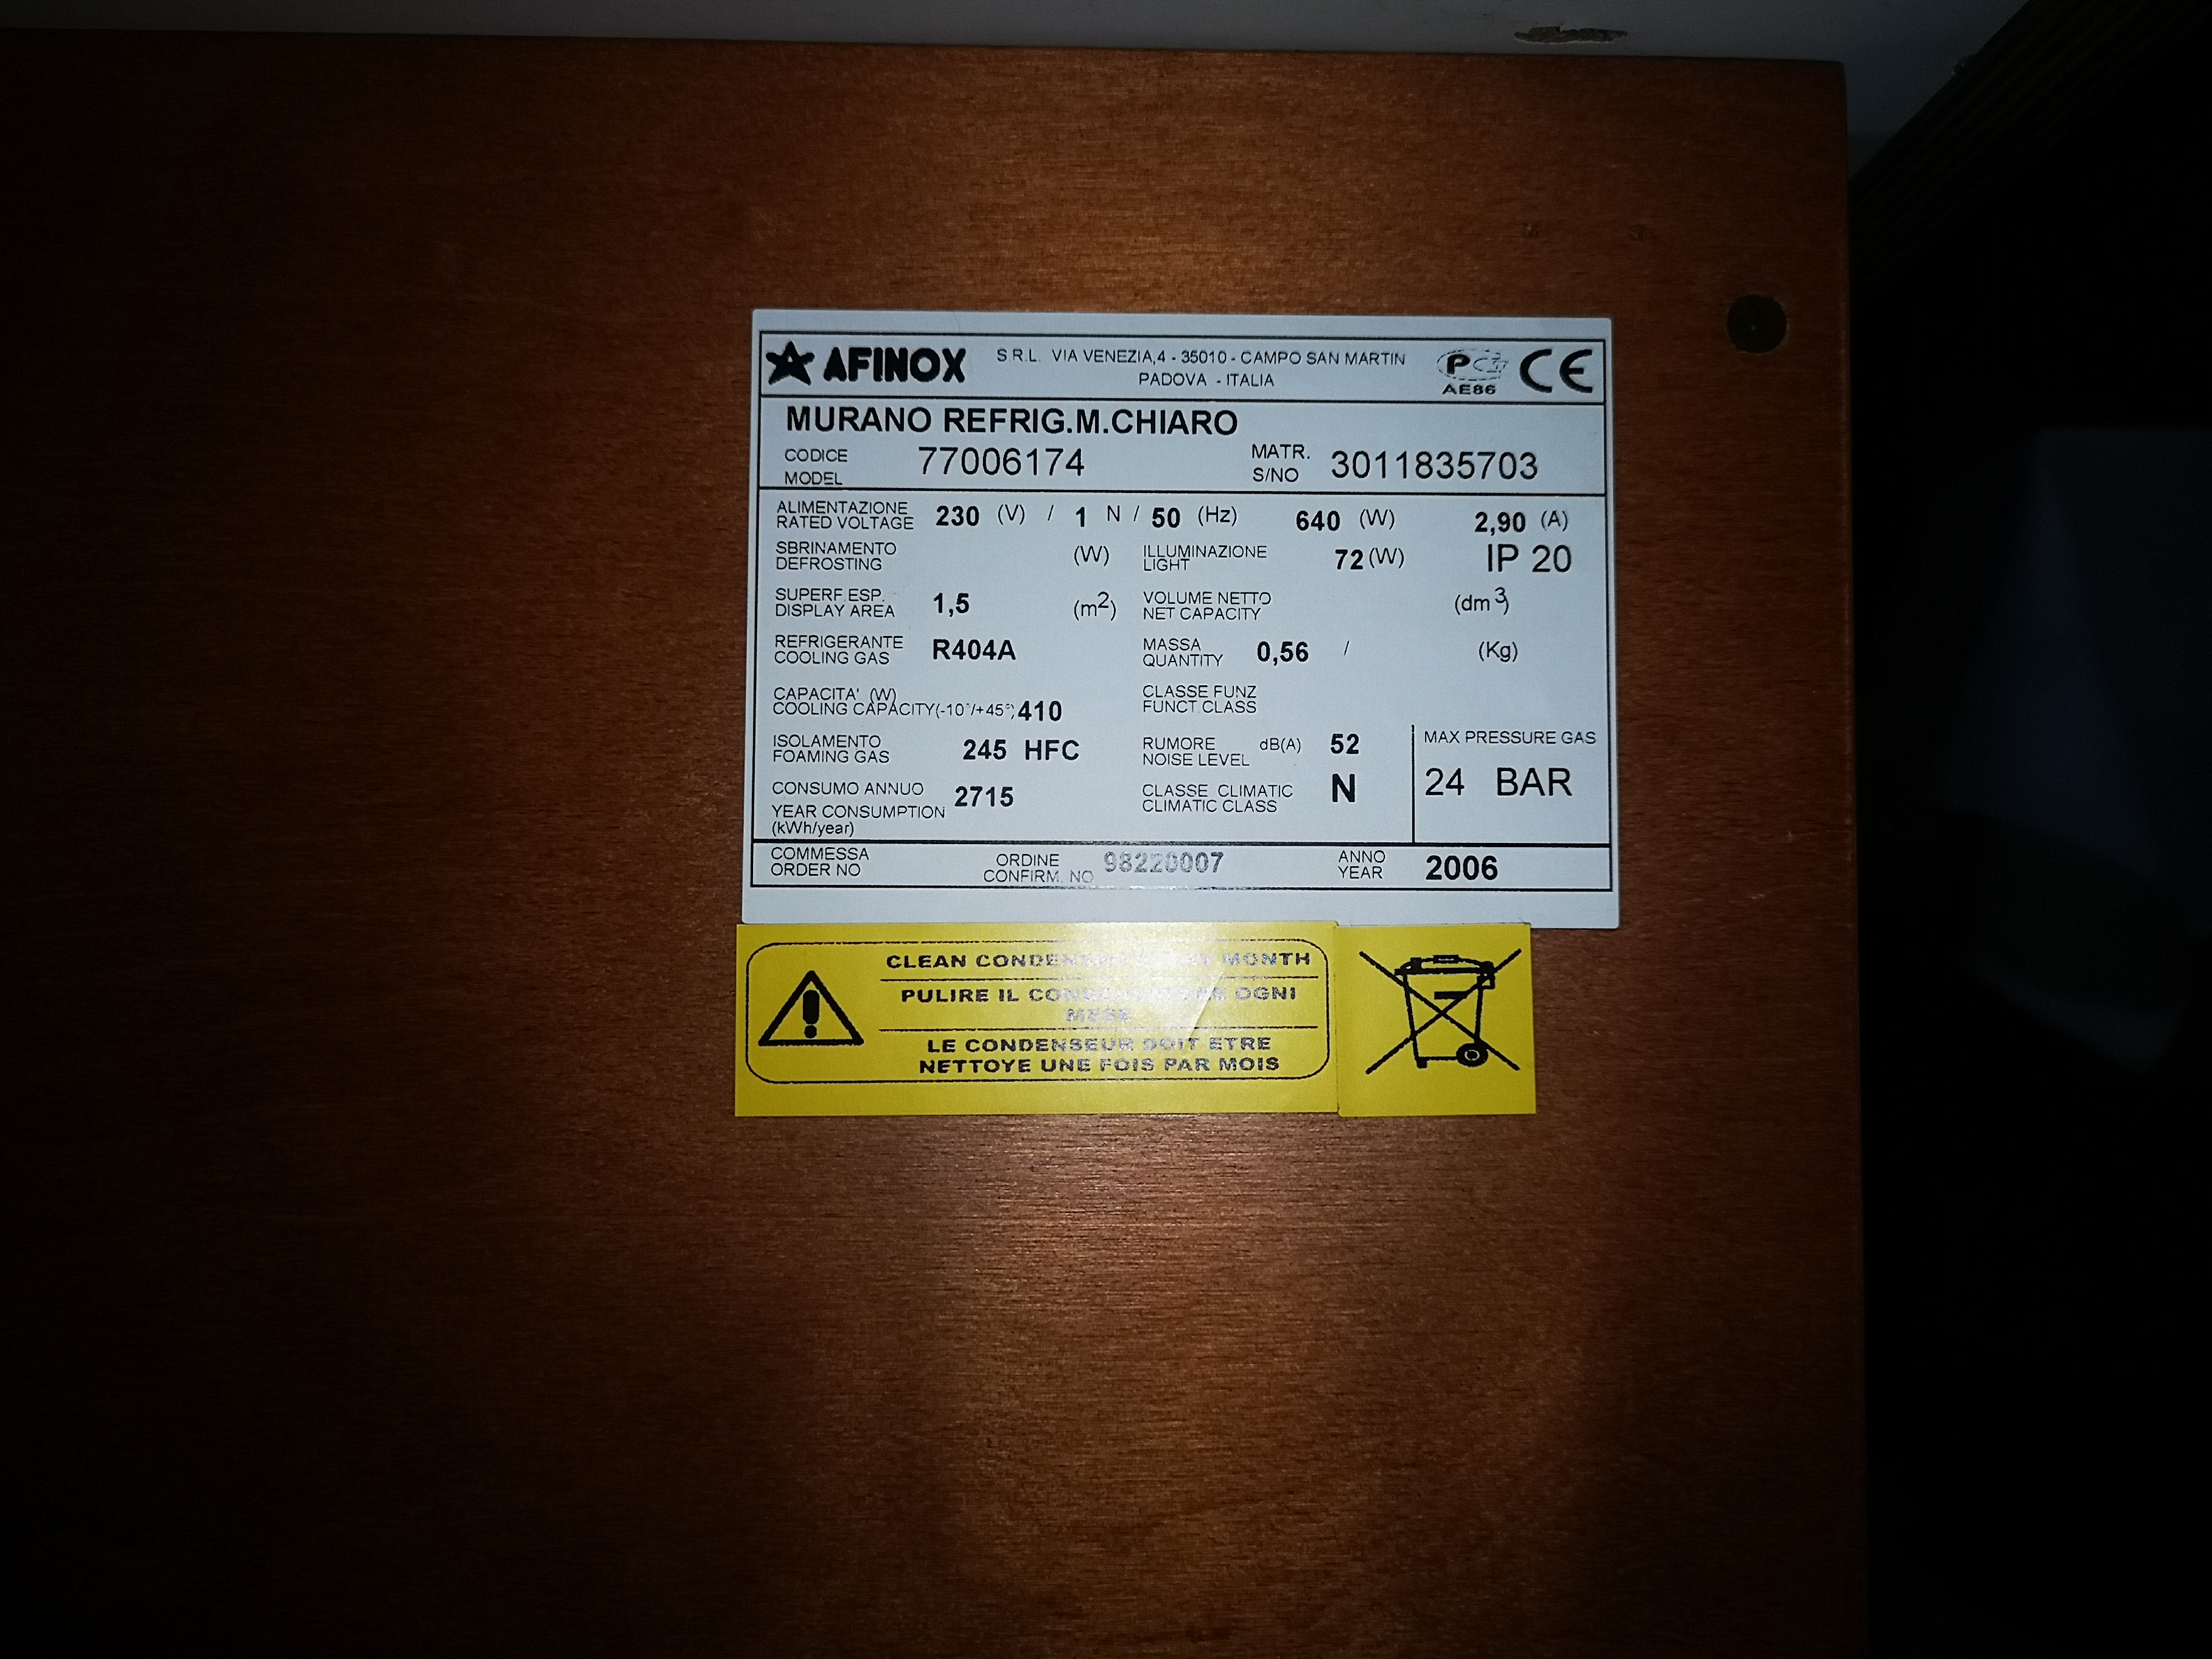 AFINOX S.R.L. VIA VENEZIA,4 - 35010 - CAMPO SAN MARTIN
PADOVA - ITALIA
AE86 CE
MURANO REFRIG.M.CHIARO
CODICE
MODEL 77006174 MATR.
S/NO 3011835703
ALIMENTAZIONE
RATED VOLTAGE 230 (V) / 1 N / 50 (Hz) 640 (W) 2,90 (A)
SBRINAMENTO
DEFROSTING (W) ILLUMINAZIONE
LIGHT 72 (W) IP 20
SUPERF.ESP.
DISPLAY AREA 1,5 (m2) VOLUME NETTO
NET CAPACITY (dm3)
REFRIGERANTE
COOLING GAS R404A MASSA
QUANTITY 0,56 / (Kg)
CAPACITA' (W)
COOLING CAPACITY(-10°/+45°) 410 CLASSE FUNZ
FUNCT CLASS
ISOLAMENTO
FOAMING GAS 245 HFC RUMORE
NOISE LEVEL dB(A) 52
MAX PRESSURE GAS
24 BAR
CONSUMO ANNUO
YEAR CONSUMPTION
(kWh/year) 2715 CLASSE CLIMATIC
CLIMATIC CLASS N
COMMESSA
ORDER NO ORDINE
CONFIRM. NO 98220007 ANNO
YEAR 2006
CLEAN MONTH
PULIRE IL OGNI
MESE
LE CONDENSEUR DOIT ETRE
NETTOYE UNE FOIS PAR MOIS